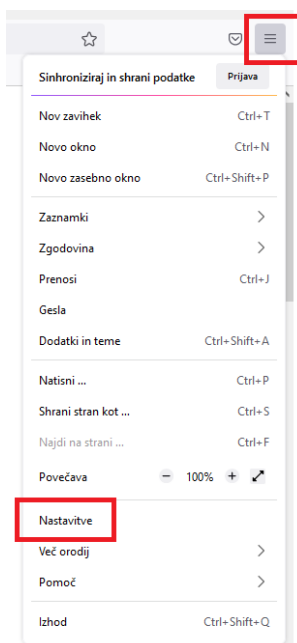 Sinhroniziraj in shrani podatke Prijava
Nov zavihek Ctrl+T
Novo okno Ctrl+N
Novo zasebno okno Ctrl+Shift+P
Zaznamki
Zgodovina
Prenosi Ctrl+J
Gesla
Dodatki in teme Ctrl+Shift+A
Natisni ... Ctrl+P
Shrani stran kot ... Ctrl+S
Najdi na strani ... Ctrl+F
Povečava − 100% +
Nastavitve
Več orodij
Pomoč
Izhod Ctrl+Shift+Q